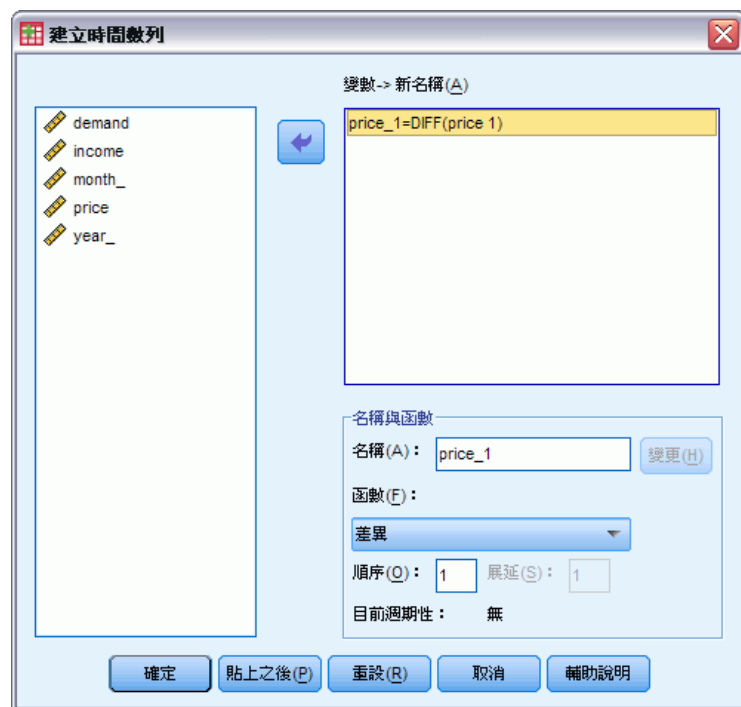 建立時間數列
變數-> 新名稱(A)
demand
income
month_
price
year_
price_1=DIFF(price 1)
名稱與函數
名稱(A)： price_1 變更(H)
函數(F)：
差異
順序(O)： 1 展延(S)： 1
目前週期性： 無
確定 貼上之後(P) 重設(R) 取消 輔助說明